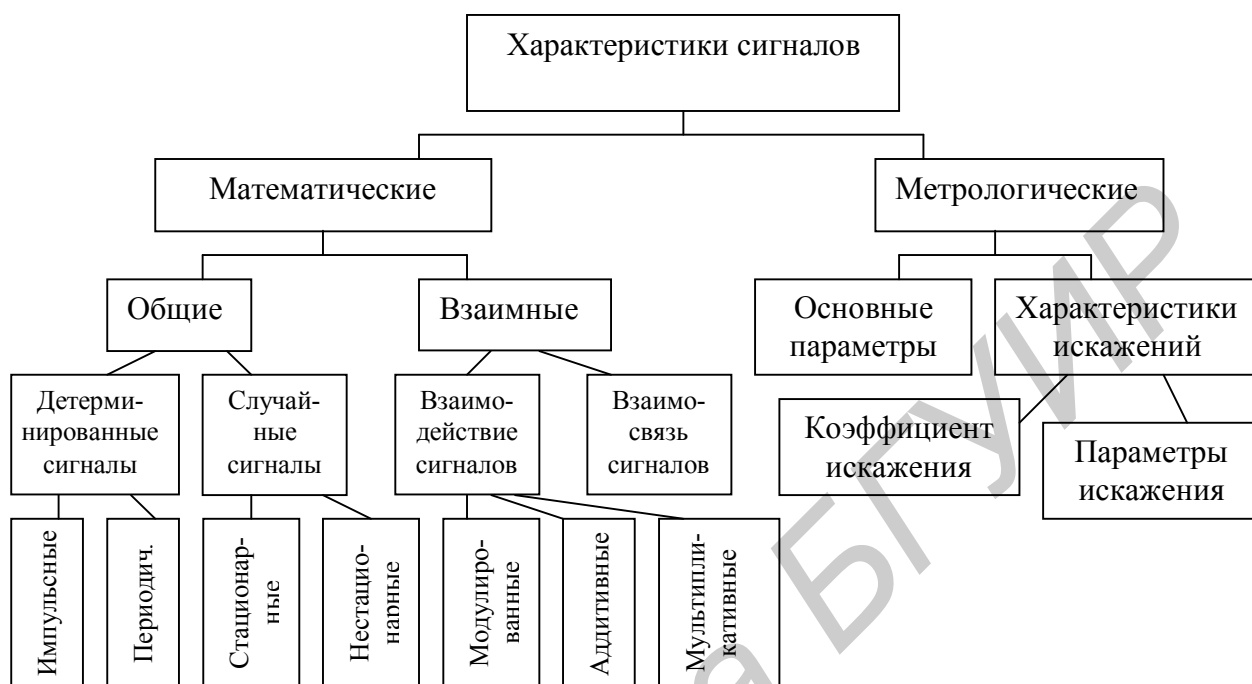 Характеристики сигналов
Математические
Метрологические
Общие
Взаимные
Основные
параметры
Характеристики
искажений
Детерми-
нированные
сигналы
Случай-
ные
сигналы
Взаимо-
действие
сигналов
Взаимо-
связь
сигналов
Коэффициент
искажения
Параметры
искажения
Импульсные
Периодич.
Стационар-
ные
Нестацио-
нарные
Модулиро-
ванные
Аддитивные
Мультипли-
кативные
а БГУИР